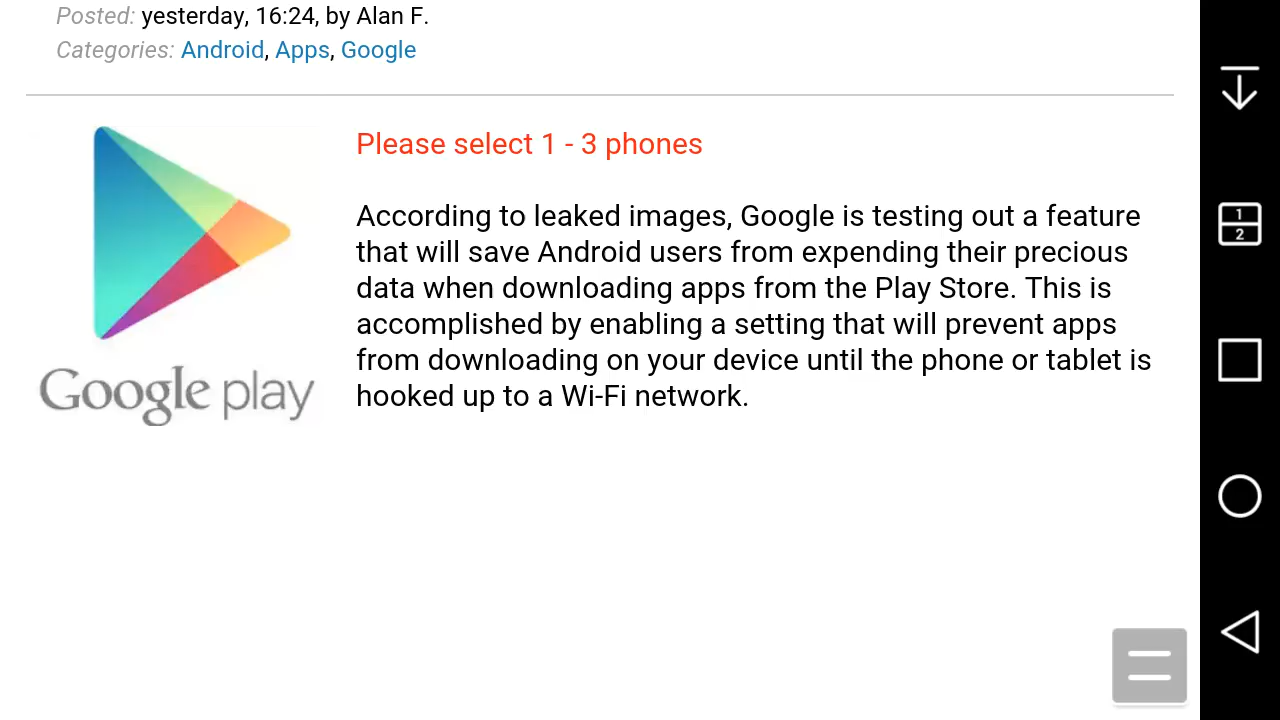 Posted: yesterday, 16:24, by Alan F.
Categories: Android, Apps, Google
Please select 1 - 3 phones
According to leaked images, Google is testing out a feature
that will save Android users from expending their precious
data when downloading apps from the Play Store. This is
accomplished by enabling a setting that will prevent apps
from downloading on your device until the phone or tablet is
hooked up to a Wi-Fi network.
Google play
1
2